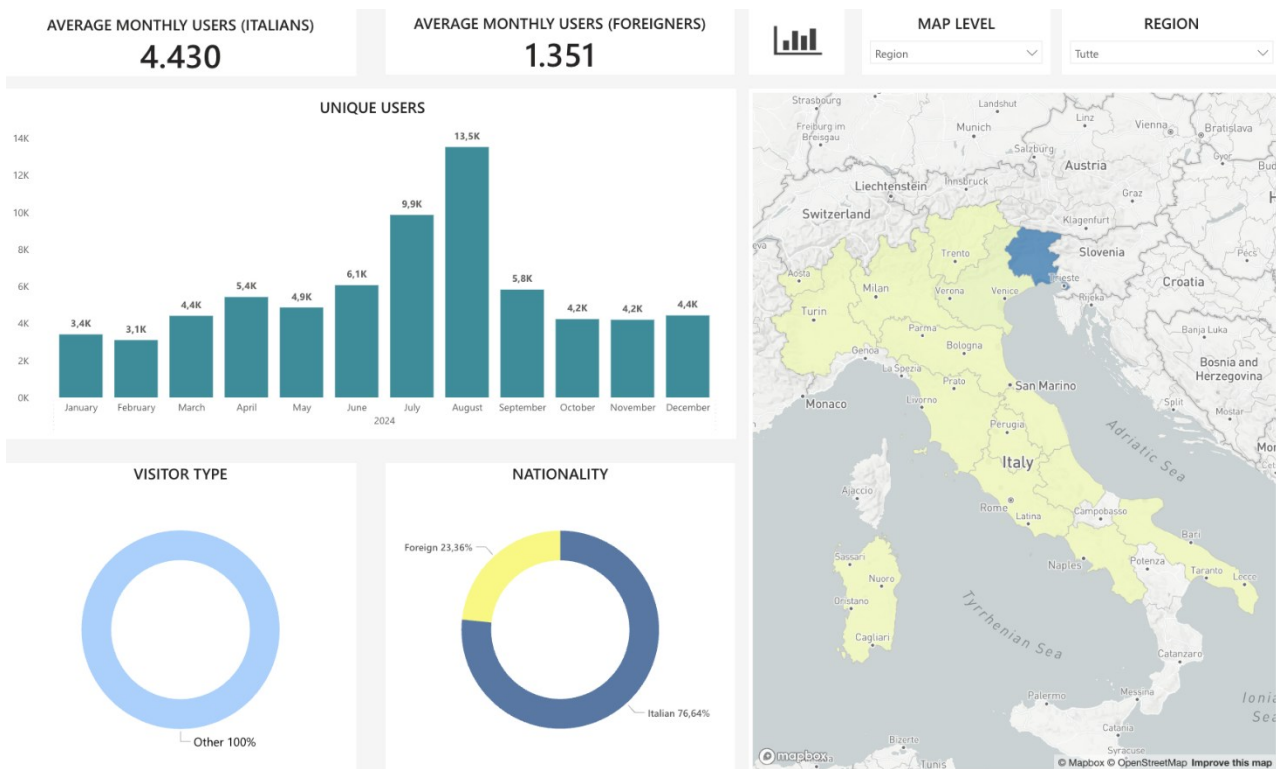 AVERAGE MONTHLY USERS (ITALIANS)
4.430
AVERAGE MONTHLY USERS (FOREIGNERS)
1.351
MAP LEVEL
Region
REGION
Tutte
UNIQUE USERS
14K
12K
10K
8K
6K
4K
2K
0K
3,4K
3,1K
4,4K
5,4K
4,9K
6,1K
9,9K
13,5K
5,8K
4,2K
4,2K
4,4K
January
February
March
April
May
June
July
August
September
October
November
December
2024
VISITOR TYPE
Other 100%
NATIONALITY
Foreign 23,36%
Italian 76,64%
Strasbourg
Landshut
Linz
Freiburg im
Breisgau
Munich
Vienna
Bratislava
Salzburg
Gyor
Austria
Liechtenstein
Innsbruck
Graz
Switzerland
Klagenfurt
Trento
Slovenia
Pécs
Aosta
Milan
Verona
Venice
Trieste
Rijeka
Croatia
Turin
Parma
Bologna
Banja Luka
Genoa
La Spezia
Bosnia and
Herzegovina
Prato
San Marino
Monaco
Livorno
Split
Mostar
Perugia
Adriatic Sea
Italy
Ajaccio
Rome
Latina
Campobasso
Bari
Sassari
Naples
Potenza
Nuoro
Taranto
Lecce
Oristano
Tyrrhenian Sea
Cagliari
Catanzaro
Palermo
Messina
Catania
Syracuse
Bizerte
Tunis
mapbox
© Mapbox © OpenStreetMap Improve this map